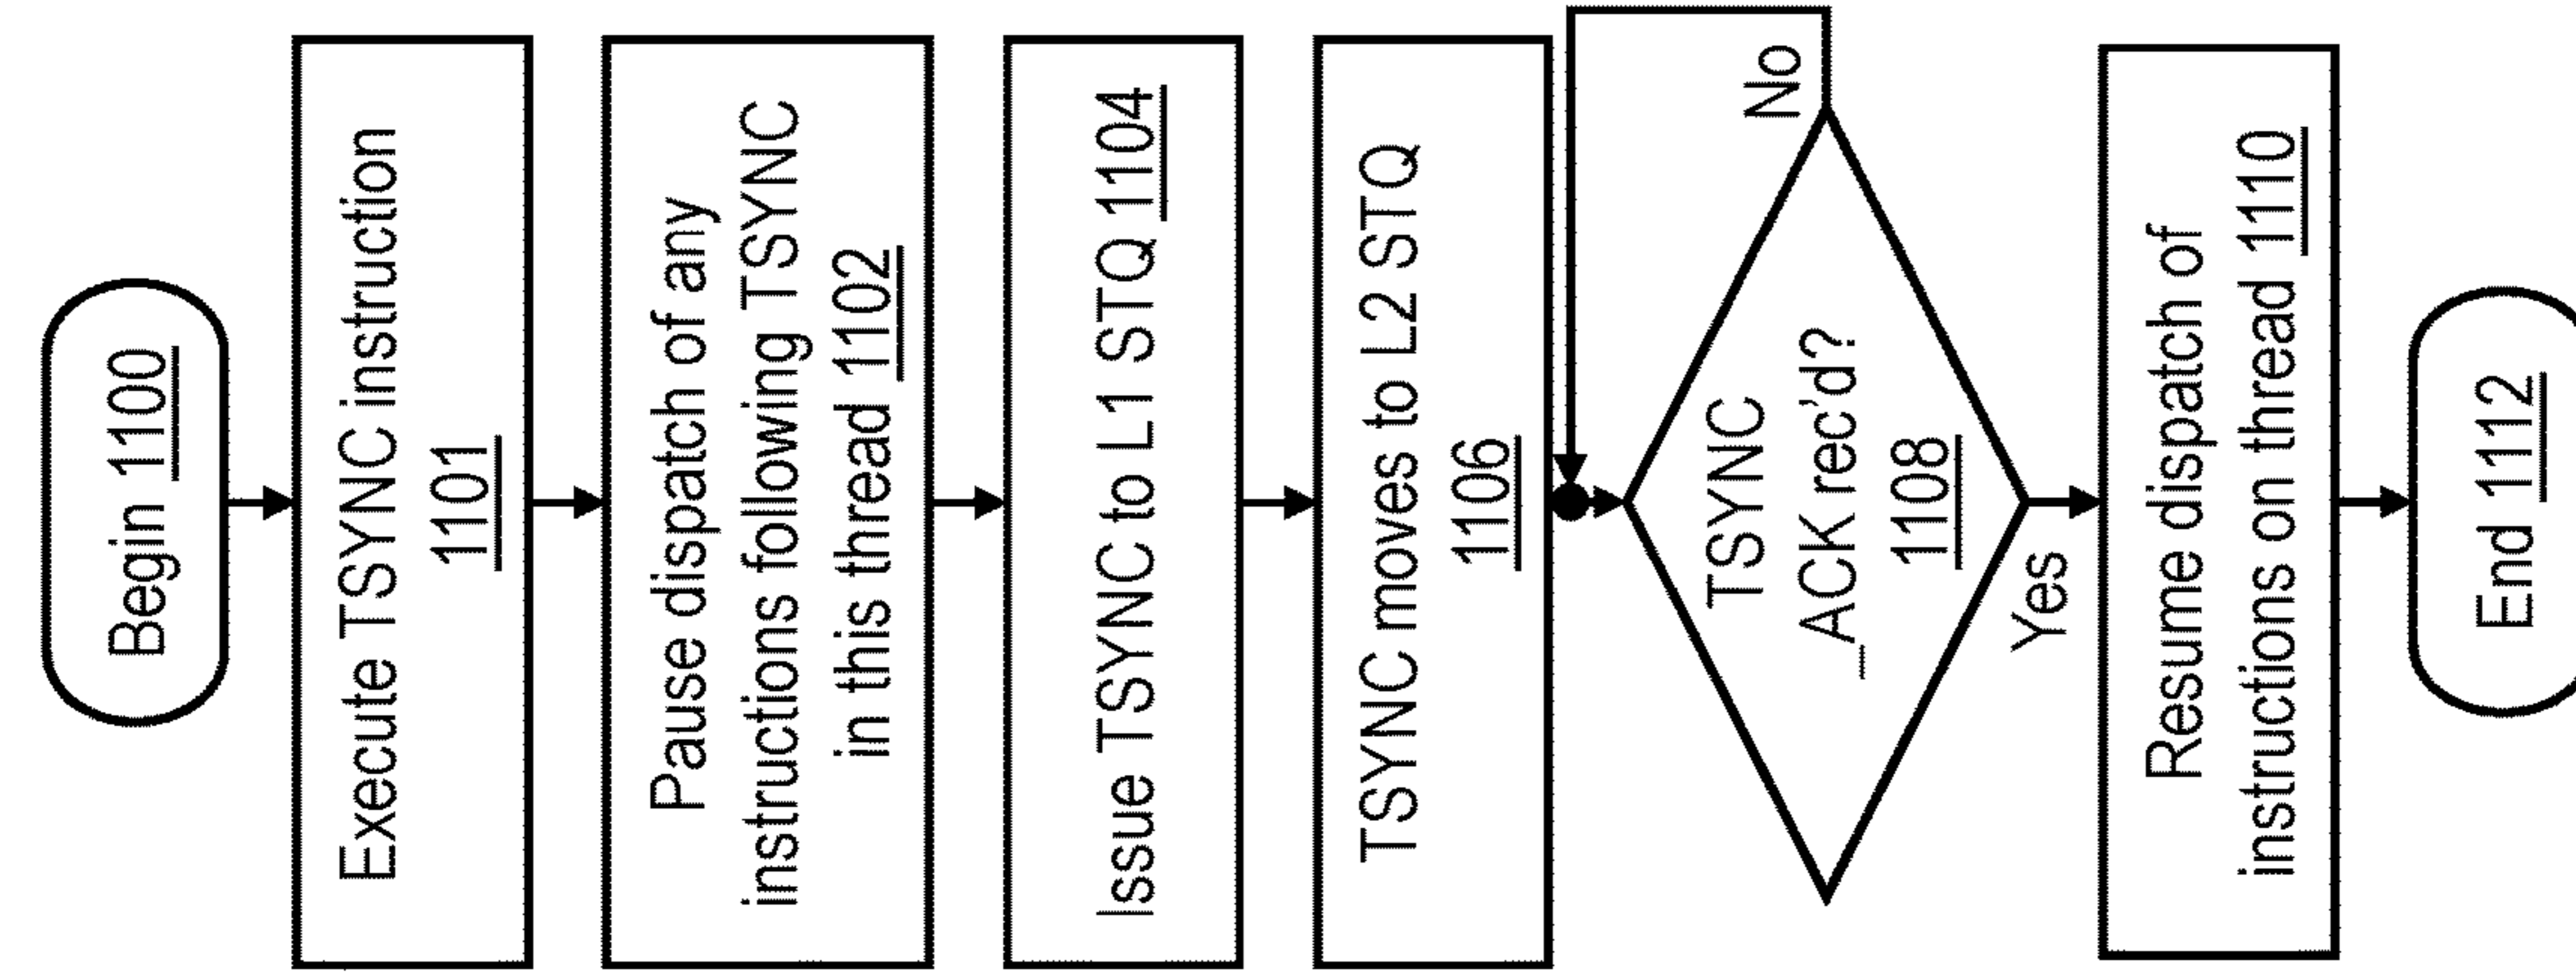 Begin 1100
Execute TSYNC instruction
1101
Pause dispatch of any
instructions following TSYNC
in this thread 1102
Issue TSYNC to L1 STQ 1104
TSYNC moves to L2 STQ
1106
TSYNC
_ACK rec'd?
1108
No
Yes
Resume dispatch of
instructions on thread 1110
End 1112